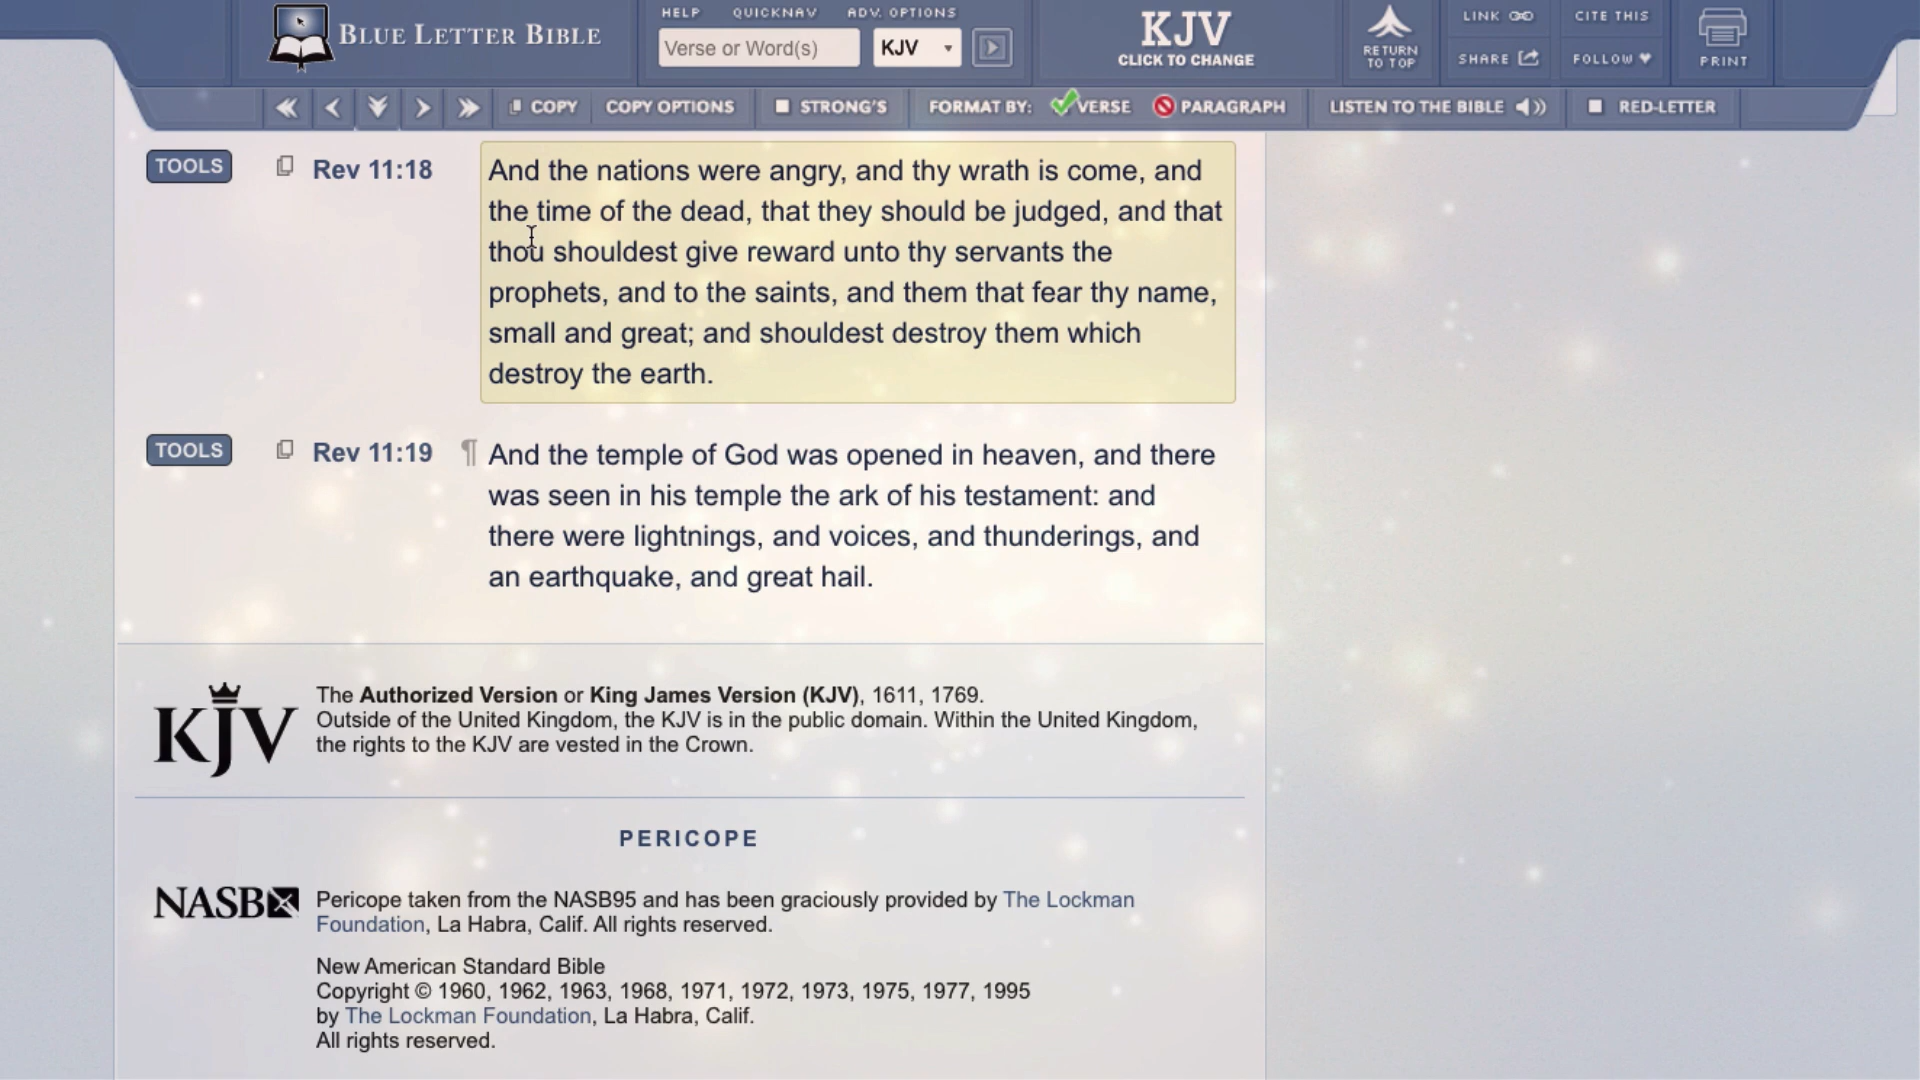 BLUE LETTER BIBLE
HELP QUICKNAV ADV. OPTIONS
Verse or Word(s) KJV
KJV
CLICK TO CHANGE
RETURN
TO TOP
LINK
SHARE
CITE THIS
FOLLOW
PRINT
COPY COPY OPTIONS STRONG'S FORMAT BY: VERSE PARAGRAPH LISTEN TO THE BIBLE RED-LETTER
TOOLS Rev 11:18 And the nations were angry, and thy wrath is come, and
the time of the dead, that they should be judged, and that
thou shouldest give reward unto thy servants the
prophets, and to the saints, and them that fear thy name,
small and great; and shouldest destroy them which
destroy the earth.
TOOLS Rev 11:19 ¶ And the temple of God was opened in heaven, and there
was seen in his temple the ark of his testament: and
there were lightnings, and voices, and thunderings, and
an earthquake, and great hail.
KJV
The Authorized Version or King James Version (KJV), 1611, 1769.
Outside of the United Kingdom, the KJV is in the public domain. Within the United Kingdom,
the rights to the KJV are vested in the Crown.
PERICOPE
NASB
Pericope taken from the NASB95 and has been graciously provided by The Lockman
Foundation, La Habra, Calif. All rights reserved.
New American Standard Bible
Copyright © 1960, 1962, 1963, 1968, 1971, 1972, 1973, 1975, 1977, 1995
by The Lockman Foundation, La Habra, Calif.
All rights reserved.